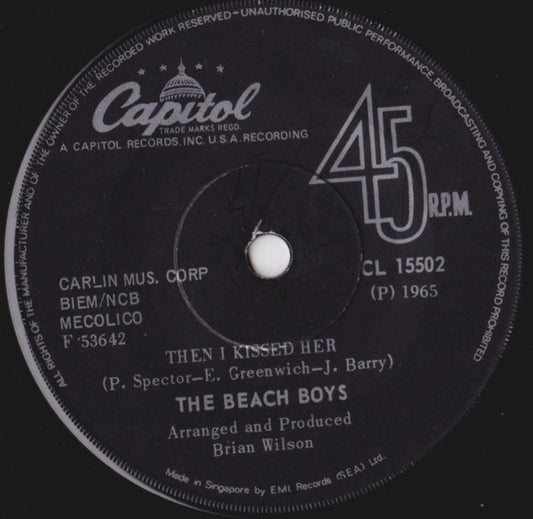 ALL RIGHTS OF THE MANUFACTURER AND OF THE OWNER OF THE RECORDED WORK RESERVED—UNAUTHORISED PUBLIC PERFORMANCE BROADCASTING AND COPYING OF THIS RECORD PROHIBITED
Capitol
TRADE MARKS REGD.
A CAPITOL RECORDS. INC. U.S.A. RECORDING
45
R.P.M.
CL 15502
(P) 1965
CARLIN MUS. CORP
BIEM/NCB
MECOLICO
F 53642
THEN I KISSED HER
(P. Spector—E. Greenwich—J. Barry)
THE BEACH BOYS
Arranged and Produced
Brian Wilson
Made in Singapore by E.M.I. Records (S.E.A.) Ltd.